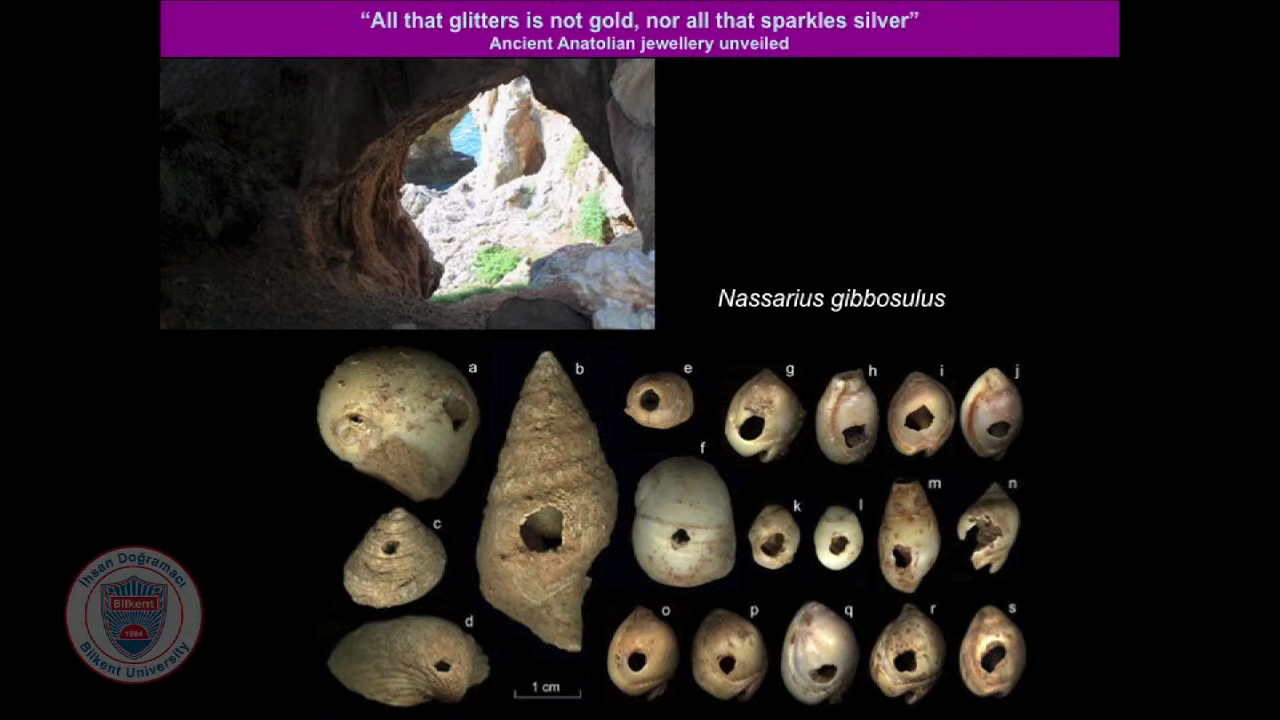 “All that glitters is not gold, nor all that sparkles silver”
Ancient Anatolian jewellery unveiled
Nassarius gibbosulus
a
b
e
g
h
i
j
f
c
k
l
m
n
d
o
p
q
r
s
1 cm
İhsan Doğramacı
Bilkent
1984
Bilkent University